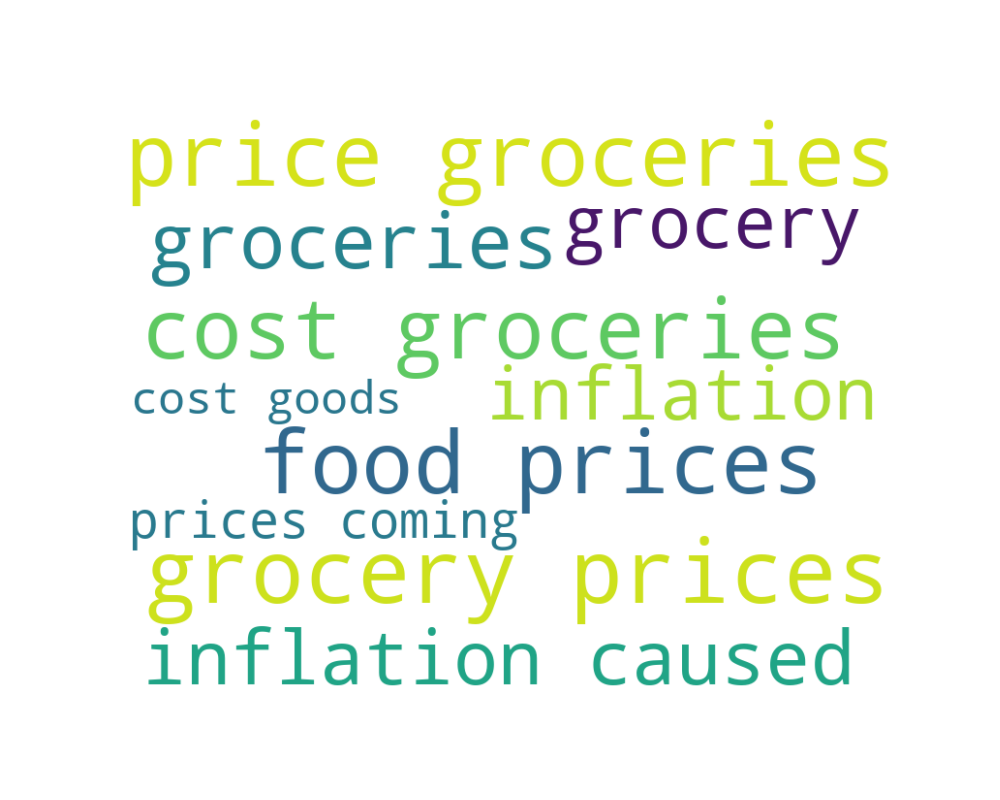 price groceries
groceries
grocery
cost groceries
inflation
cost goods
food prices
prices coming
grocery prices
inflation caused